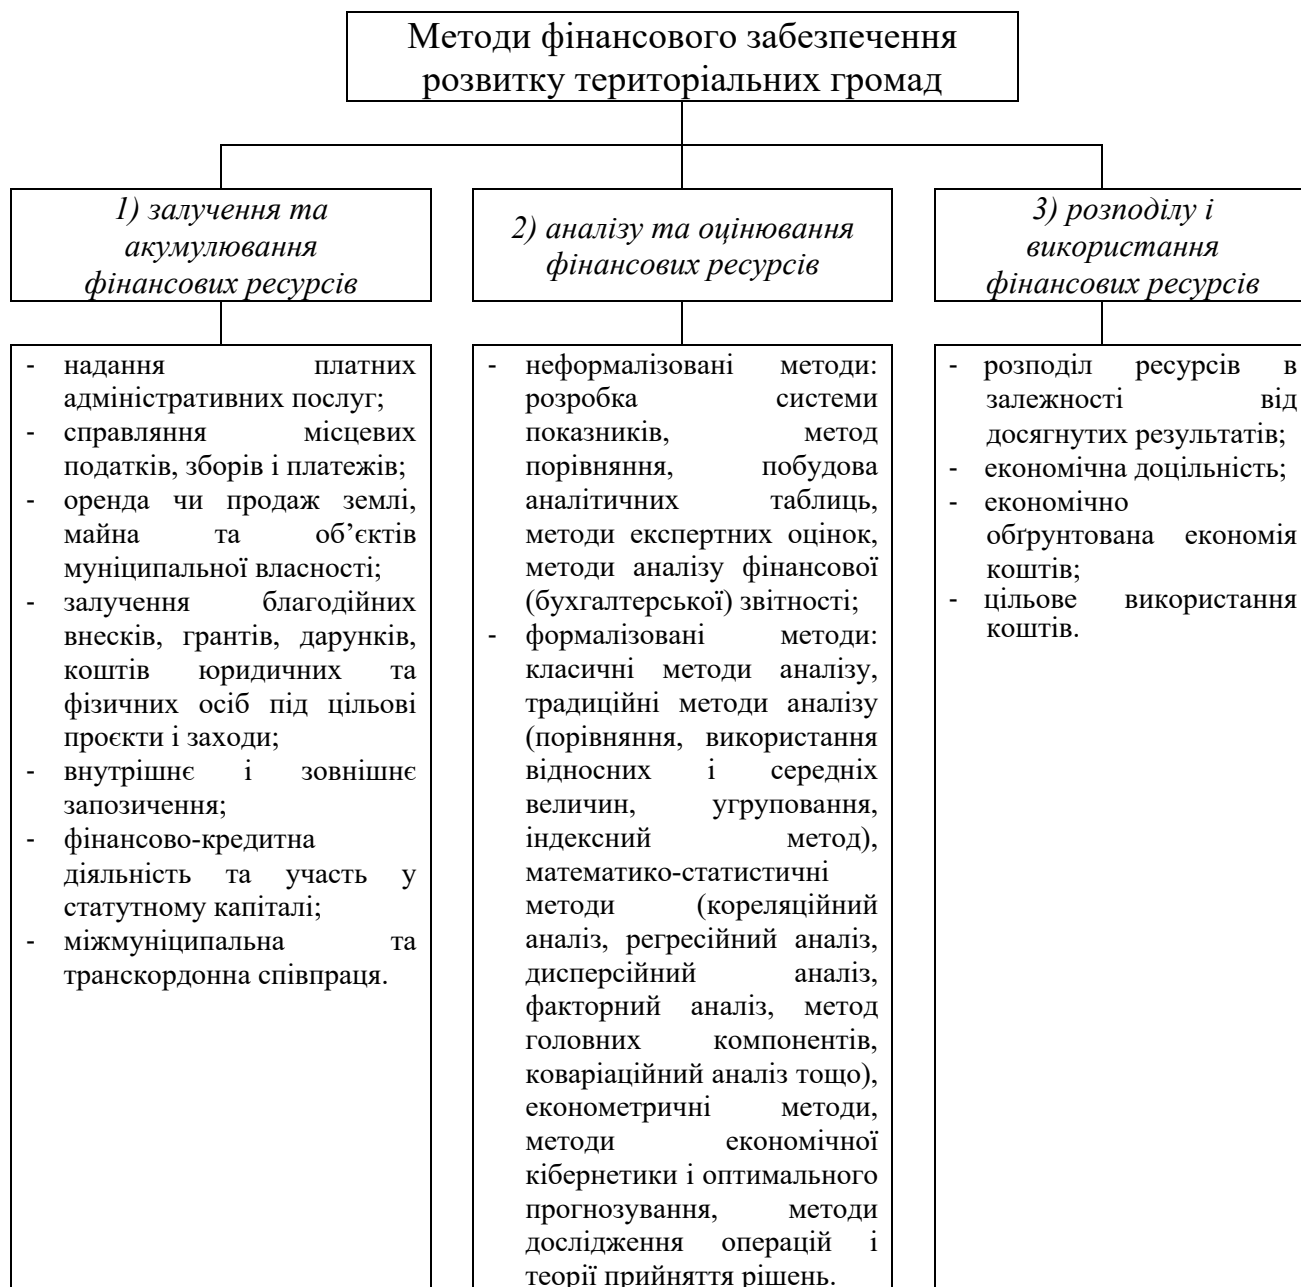 Методи фінансового забезпечення
розвитку територіальних громад
1) залучення та
акумулювання
фінансових ресурсів
2) аналізу та оцінювання
фінансових ресурсів
3) розподілу і
використання
фінансових ресурсів
- надання платних
адміністративних послуг;
- справляння місцевих
податків, зборів і платежів;
- оренда чи продаж землі,
майна та об’єктів
муніципальної власності;
- залучення благодійних
внесків, грантів, дарунків,
коштів юридичних та
фізичних осіб під цільові
проєкти і заходи;
- внутрішнє і зовнішнє
запозичення;
- фінансово-кредитна
діяльність та участь у
статутному капіталі;
- міжмуніципальна та
транскордонна співпраця.
- неформалізовані методи:
розробка системи
показників, метод
порівняння, побудова
аналітичних таблиць,
методи експертних оцінок,
методи аналізу фінансової
(бухгалтерської) звітності;
- формалізовані методи:
класичні методи аналізу,
традиційні методи аналізу
(порівняння, використання
відносних і середніх
величин, угруповання,
індексний метод),
математико-статистичні
методи (кореляційний
аналіз, регресійний аналіз,
дисперсійний аналіз,
факторний аналіз, метод
головних компонентів,
коваріаційний аналіз тощо),
економетричні методи,
методи економічної
кібернетики і оптимального
прогнозування, методи
дослідження операцій і
теорії прийняття рішень.
- розподіл ресурсів в
залежності від
досягнутих результатів;
- економічна доцільність;
- економічно
обґрунтована економія
коштів;
- цільове використання
коштів.